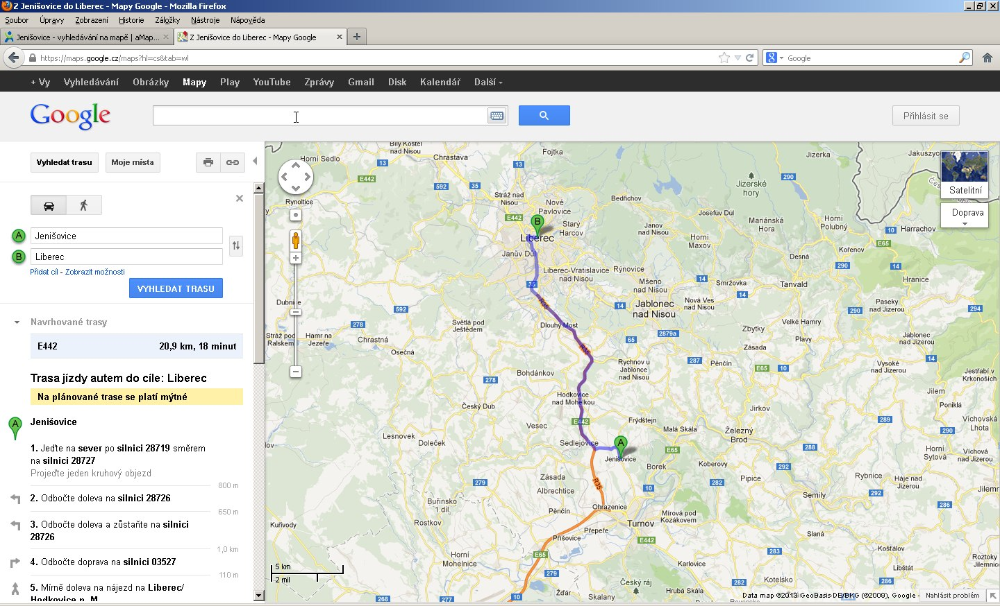 Z Jenišovice do Liberec - Mapy Google - Mozilla Firefox
Soubor Úpravy Zobrazení Historie Záložky Nástroje Nápověda
Jenišovice - vyhledávání na mapě | aMap...
Z Jenišovice do Liberec - Mapy Google
https://maps.google.cz/maps?hl=cs&tab=wl
Google
+ Vy Vyhledávání Obrázky Mapy Play YouTube Zprávy Gmail Disk Kalendář Další
Google
Přihlásit se
Vyhledat trasu
Moje místa
A Jenišovice
B Liberec
Přidat cíl - Zobrazit možnosti
VYHLEDAT TRASU
Navrhované trasy
E442 20,9 km, 18 minut
Trasa jízdy autem do cíle: Liberec
Na plánované trase se platí mýtné
A Jenišovice
1. Jeďte na sever po silnici 28719 směrem
na silnici 28727
Projeďte jeden kruhový objezd
800 m
2. Odbočte doleva na silnici 28726
650 m
3. Odbočte doleva a zůstaňte na silnici
28726
1,0 km
4. Odbočte doprava na silnici 03527
110 m
5. Mírně doleva na nájezd na Liberec/
Hodkovice n. M.
Satelitní
Doprava
Bílý Kostel
nad Nisou
Fojtka
Jizerka
Jakuszyc
Horní Sedlo
Chrastava
13
13
E442
592
35
290
Jizerské
hory
Rynoltice
Stráž nad
Nisou
Nové
Pavlovice
Bedřichov
Josefuv Důl
E442
B
Starý
Harcov
Mariánská
Hora
Horní
Polubný
Harrachov
10
Liberec
Janov
nad Nisou
Horní
Maxov
E65
Kořenov
Janův Důl
Desná
Liberec-Vratislavice
nad Nisou
Rýnovice
290
14
35
Mšeno
nad Nisou
11
Smržovka
Tanvald
Hranice
14
Dubnice
592
R35
14
Jablonec
nad Nisou
Nová Ves
nad Nisou
290
Paseky
nad Jizerou
294
278
Světlá pod
Ještědem
Dlouhý Most
Velké Hamry
Stráž pod
Ralskem
Hamr na
Jezeře
Chrastná
65
2879a
Zbytky
Plavy
Jablonec
nad Jizerou
Osečná
R35
Zásada
Rychnov u
Jablonce
nad Nisou
287
Pěnčín
E65
10
Vysoké
nad Jizerou
14
Bohdánkov
292
Jestřabí v
Krkonoších
278
Hodkovice
nad Mohelkou
Jilem
Český Dub
Jirkov
Poniklá
E442
Frýdštejn
289
Víchovská
Lhota
Vesec
Malá Skála
Železný
Brod
290
Lesnovek
Doleček
Sedlejovice
A
E65
288
Horní
Sytová
Víchová
nad Jizerou
Jenišovice
Borek
Koberovy
292
Zásada
282
Pipice
Rybnice
Háje nad
Jizerou
279
R35
Albrechtice
10
292
Buřinsko
1.díl
Semily
286
Pěnčín
Ohrazenice
Rostkov
Turnov
Mírová pod
Kozákovem
Kuřivody
Přepeře
Příšovice
E442
Slaná
Košťálov
E65
283
Horní
Mohelnice
Karlovice
Libštát
Roztoky
u Jilemnice
5 km
2 mil
279
Český ráj
282
Kotelsko
286
268
327
10
Žďár
Skalany
Hrubá Skála
Data map ©2013 GeoBasis-DE/BKG (©2009), Google - Nahlásit problém